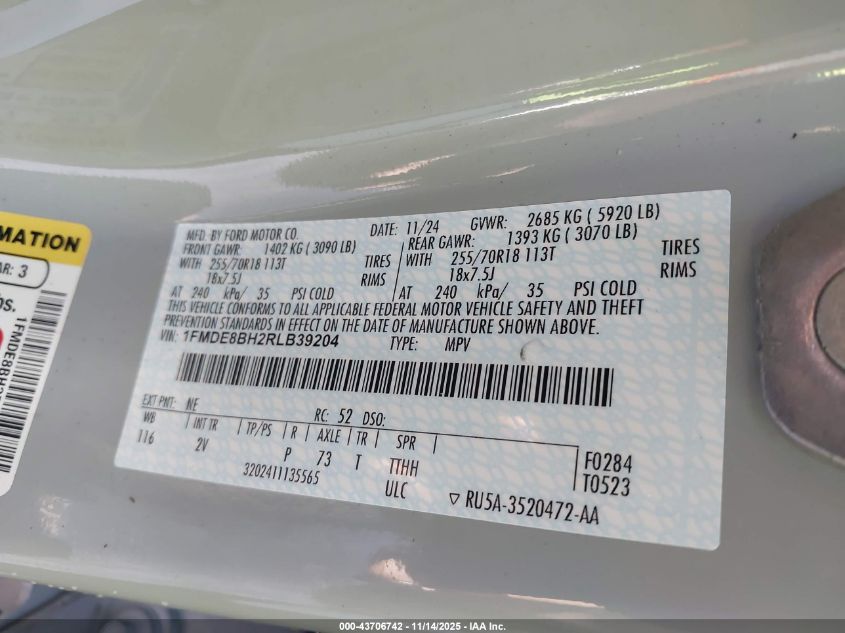 MATION
AR: 3
bs.
1FMDE8BH2
MFD. BY FORD MOTOR CO.
DATE: 11/24 GVWR: 2685 KG ( 5920 LB)
FRONT GAWR: 1402 KG ( 3090 LB)
REAR GAWR: 1393 KG ( 3070 LB)
WITH 255/70R18 113T TIRES
WITH 255/70R18 113T TIRES
18x7.5J RIMS
18x7.5J RIMS
AT 240 kPa/ 35 PSI COLD
AT 240 kPa/ 35 PSI COLD
THIS VEHICLE CONFORMS TO ALL APPLICABLE FEDERAL MOTOR VEHICLE SAFETY AND THEFT
PREVENTION STANDARDS IN EFFECT ON THE DATE OF MANUFACTURE SHOWN ABOVE.
VIN: 1FMDE8BH2RLB39204 TYPE: MPV
EXT PNT: NE RC: 52 DSO:
WB INT TR TP/PS R AXLE TR SPR
116 2V P 73 T TTHH
3202411135565 ULC
F0284
T0523
▽ RU5A-3520472-AA
000-43706742 - 11/14/2025 - IAA Inc.